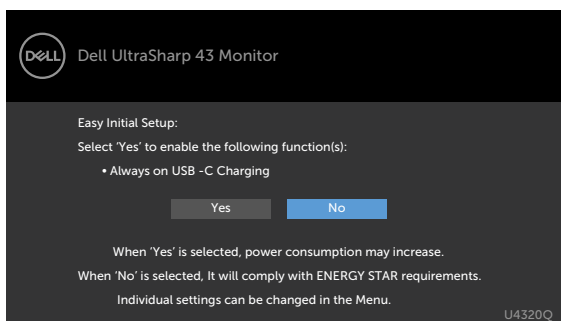 DELL Dell UltraSharp 43 Monitor
Easy Initial Setup:
Select 'Yes' to enable the following function(s):
• Always on USB -C Charging
Yes No
When 'Yes' is selected, power consumption may increase.
When 'No' is selected, It will comply with ENERGY STAR requirements.
Individual settings can be changed in the Menu.
U4320Q